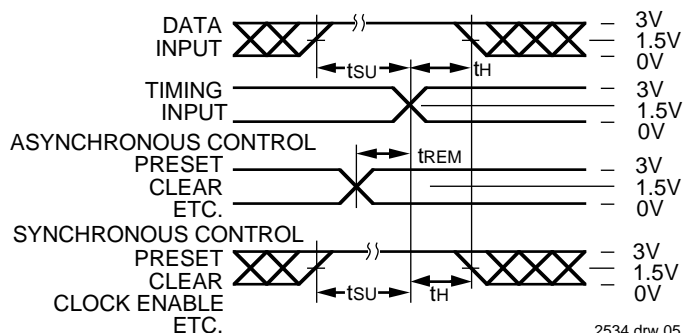 DATA
INPUT
3V
1.5V
0V
tSU
tH
TIMING
INPUT
3V
1.5V
0V
ASYNCHRONOUS CONTROL
tREM
PRESET
CLEAR
ETC.
3V
1.5V
0V
SYNCHRONOUS CONTROL
PRESET
CLEAR
CLOCK ENABLE
ETC.
3V
1.5V
0V
tSU
tH
2534 drw 05